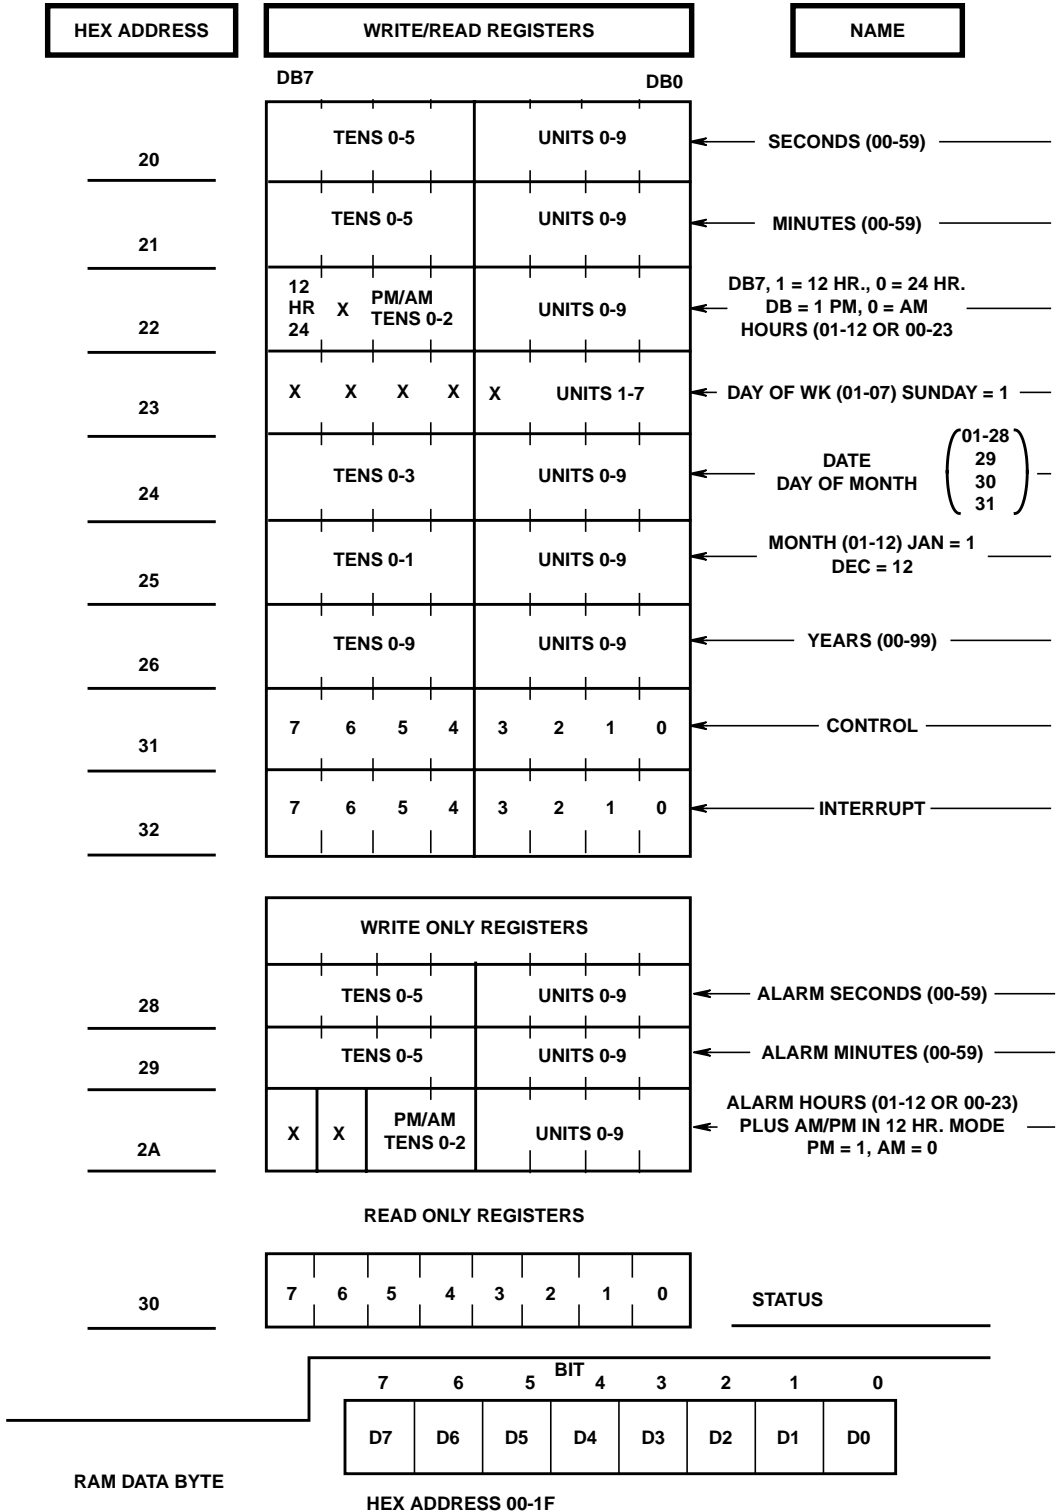 HEX ADDRESS WRITE/READ REGISTERS NAME
DB7 DB0
20 TENS 0-5 UNITS 0-9 SECONDS (00-59)
21 TENS 0-5 UNITS 0-9 MINUTES (00-59)
22
12
HR
24
X
PM/AM
TENS 0-2
UNITS 0-9
DB7, 1 = 12 HR., 0 = 24 HR.
DB = 1 PM, 0 = AM
HOURS (01-12 OR 00-23
23 X X X X X UNITS 1-7 DAY OF WK (01-07) SUNDAY = 1
24 TENS 0-3 UNITS 0-9
DATE
DAY OF MONTH
01-28
29
30
31
25 TENS 0-1 UNITS 0-9
MONTH (01-12) JAN = 1
DEC = 12
26 TENS 0-9 UNITS 0-9 YEARS (00-99)
31 7 6 5 4 3 2 1 0 CONTROL
32 7 6 5 4 3 2 1 0 INTERRUPT
WRITE ONLY REGISTERS
28 TENS 0-5 UNITS 0-9 ALARM SECONDS (00-59)
29 TENS 0-5 UNITS 0-9 ALARM MINUTES (00-59)
2A X X
PM/AM
TENS 0-2
UNITS 0-9
ALARM HOURS (01-12 OR 00-23)
PLUS AM/PM IN 12 HR. MODE
PM = 1, AM = 0
READ ONLY REGISTERS
30 7 6 5 4 3 2 1 0 STATUS
BIT
7 6 5 4 3 2 1 0
D7 D6 D5 D4 D3 D2 D1 D0
RAM DATA BYTE
HEX ADDRESS 00-1F